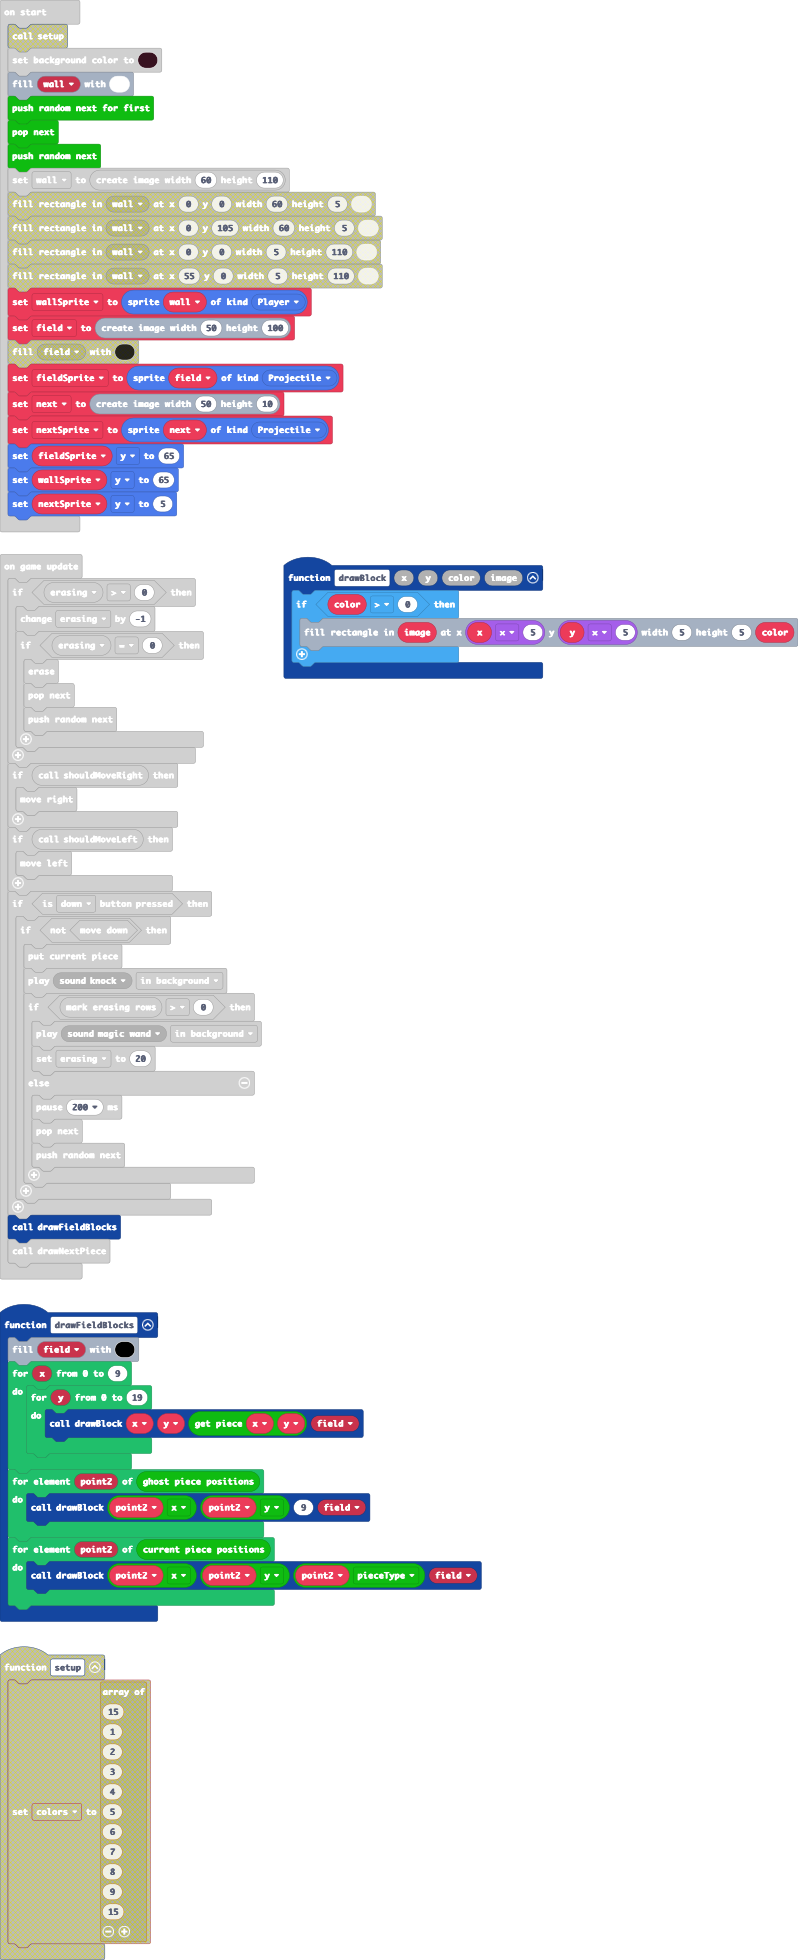 on start
call setup
set background color to
fill wall with
push random next for first
pop next
push random next
set wall to create image width 60 height 110
fill rectangle in wall at x 0 y 0 width 60 height 5
fill rectangle in wall at x 0 y 105 width 60 height 5
fill rectangle in wall at x 0 y 0 width 5 height 110
fill rectangle in wall at x 55 y 0 width 5 height 110
set wallSprite to sprite wall of kind Player
set field to create image width 50 height 100
fill field with
set fieldSprite to sprite field of kind Projectile
set next to create image width 50 height 10
set nextSprite to sprite next of kind Projectile
set fieldSprite y to 65
set wallSprite y to 65
set nextSprite y to 5
on game update
if erasing > 0 then
change erasing by -1
if erasing = 0 then
erase
pop next
push random next
if call shouldMoveRight then
move right
if call shouldMoveLeft then
move left
if is down button pressed then
if not move down then
put current piece
play sound knock in background
if mark erasing rows > 0 then
play sound magic wand in background
set erasing to 20
else
pause 200 ms
pop next
push random next
call drawFieldBlocks
call drawNextPiece
function drawBlock x y color image
if color > 0 then
fill rectangle in image at x x x 5 y y x 5 width 5 height 5 color
function drawFieldBlocks
fill field with
for x from 0 to 9
do for y from 0 to 19
do call drawBlock x y get piece x y field
for element point2 of ghost piece positions
do call drawBlock point2 x point2 y 9 field
for element point2 of current piece positions
do call drawBlock point2 x point2 y point2 pieceType field
function setup
set colors to array of
15
1
2
3
4
5
6
7
8
9
15